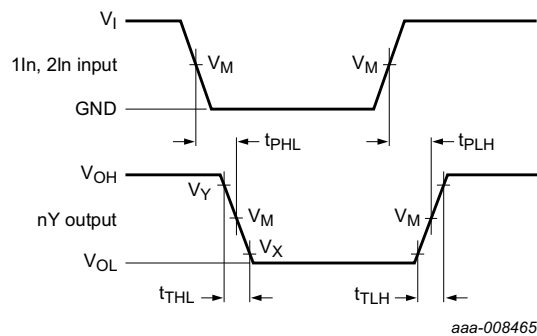 V_I
1In, 2In input
V_M
V_M
GND
t_PHL
t_PLH
V_OH
V_Y
nY output
V_M
V_M
V_X
V_OL
t_THL
t_TLH
aaa-008465